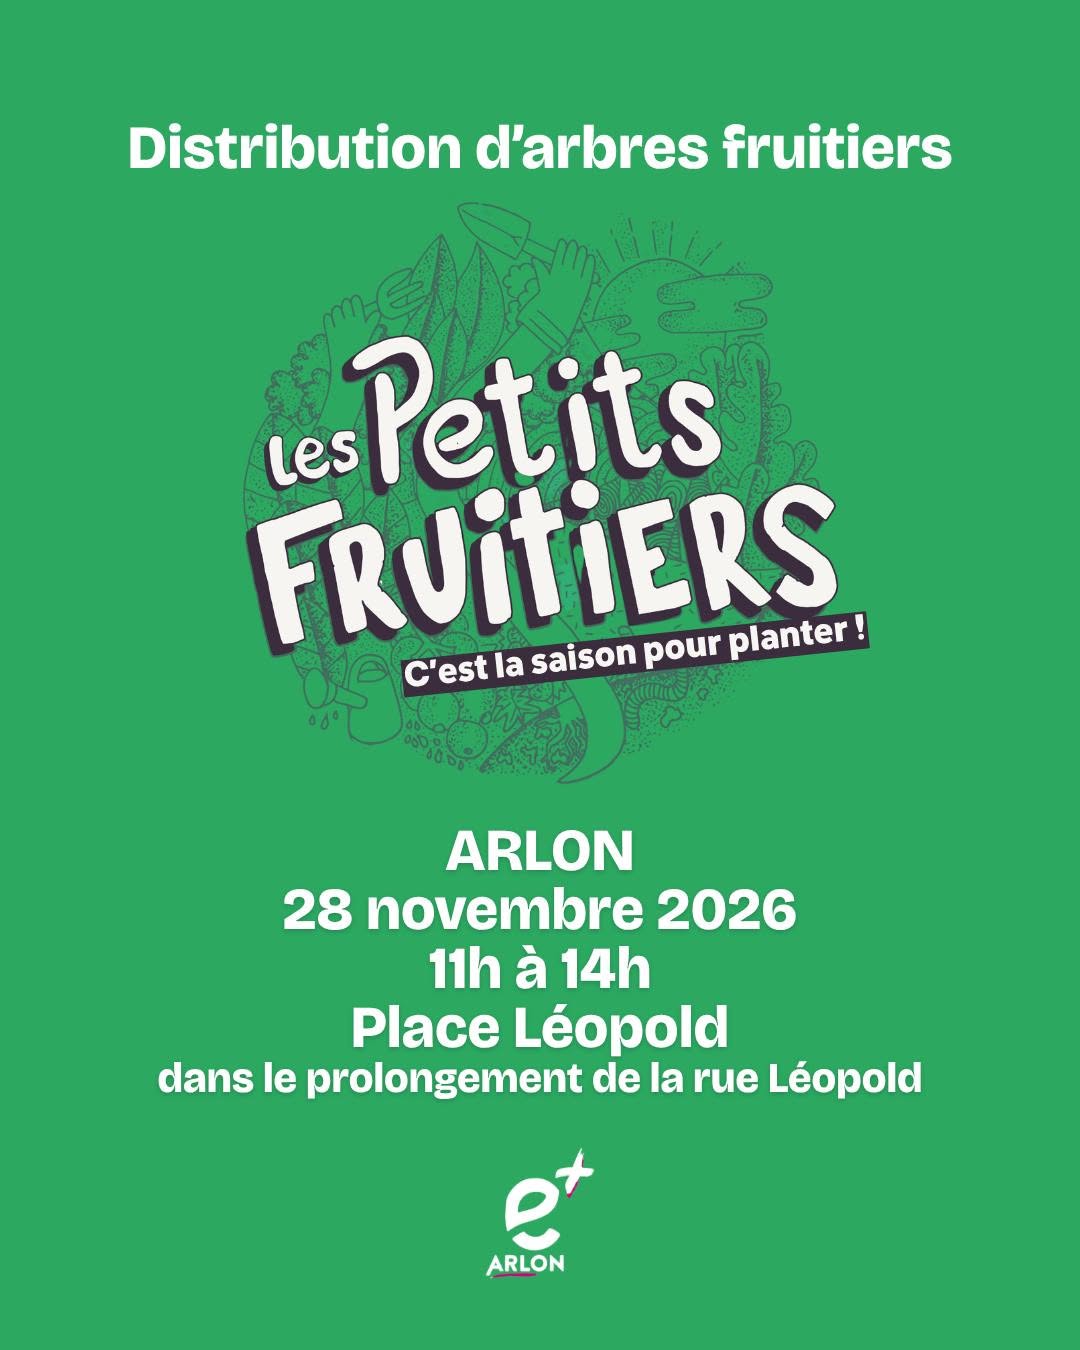 Distribution d'arbres fruitiers
les Petits
FRUITIERS
C'est la saison pour planter !
ARLON
28 novembre 2026
11h à 14h
Place Léopold
dans le prolongement de la rue Léopold
e+
ARLON